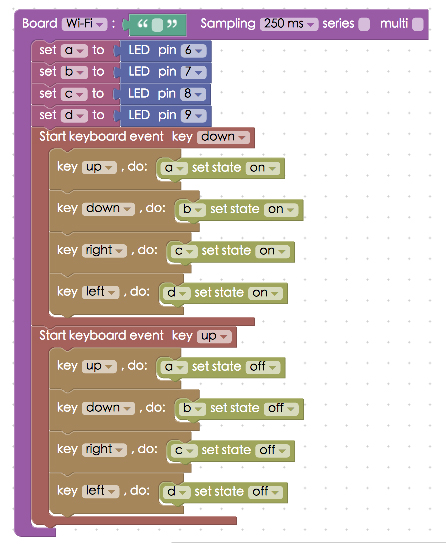 Board Wi-Fi : “ ” Sampling 250 ms series multi
set a to LED pin 6
set b to LED pin 7
set c to LED pin 8
set d to LED pin 9
Start keyboard event key down
key up , do: a set state on
key down , do: b set state on
key right , do: c set state on
key left , do: d set state on
Start keyboard event key up
key up , do: a set state off
key down , do: b set state off
key right , do: c set state off
key left , do: d set state off